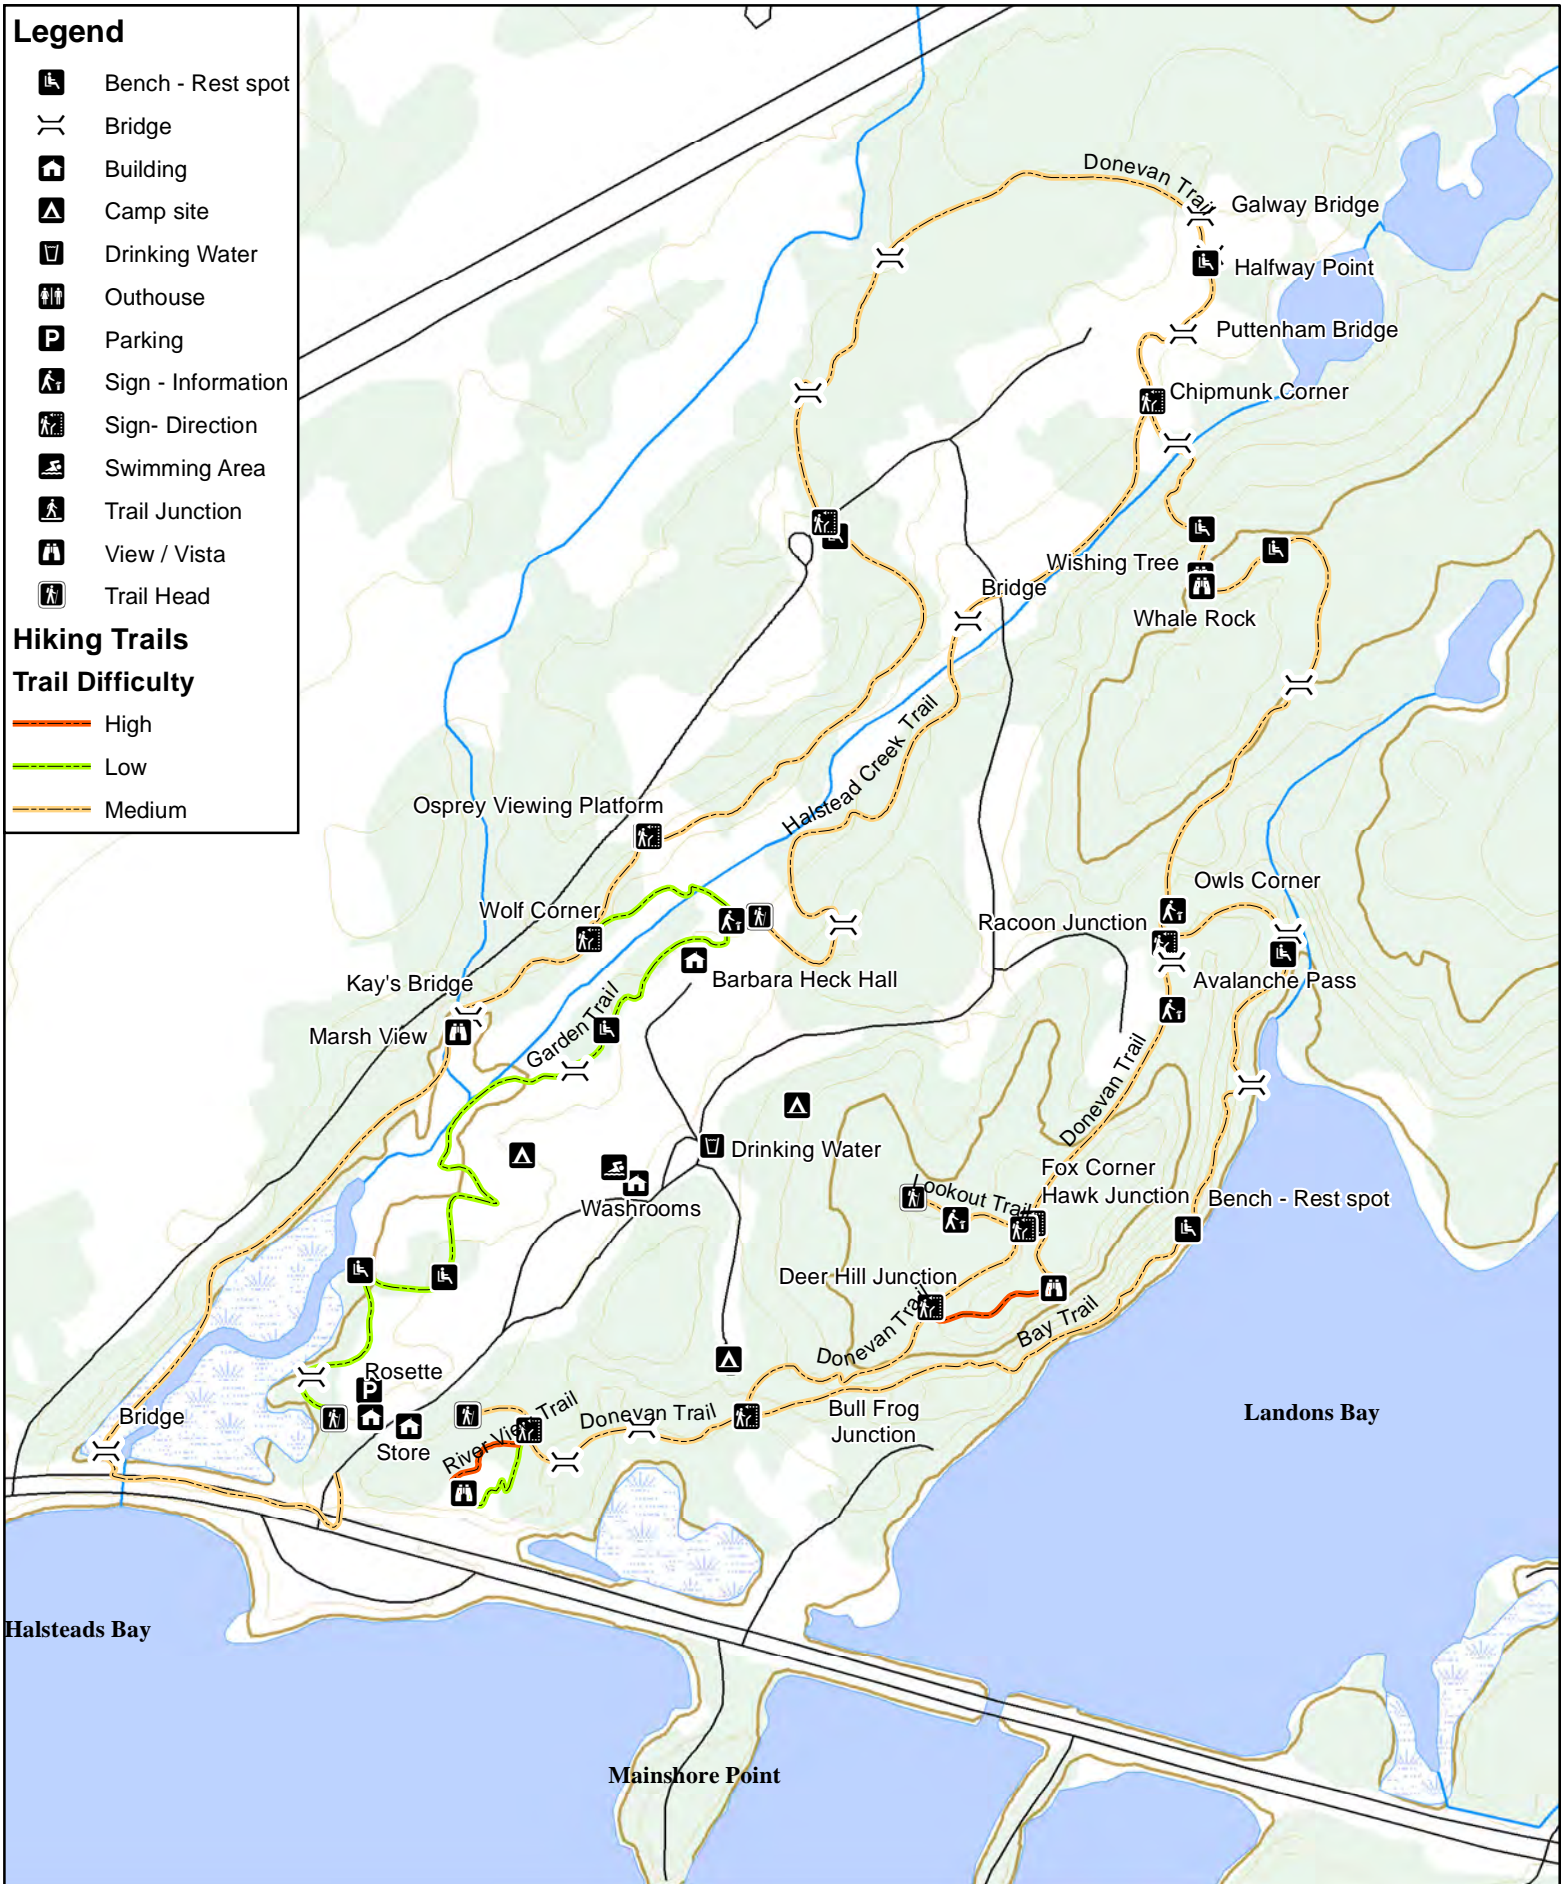 Legend
Bench - Rest spot
Bridge
Building
Camp site
Drinking Water
Outhouse
P
Parking
Sign - Information
Sign- Direction
Swimming Area
Trail Junction
View / Vista
Trail Head
Hiking Trails
Trail Difficulty
High
Low
Medium
Donevan Trail
Galway Bridge
Halfway Point
Puttenham Bridge
Chipmunk Corner
Wishing Tree
Bridge
Whale Rock
Halstead Creek Trail
Osprey Viewing Platform
Owls Corner
Wolf Corner
Racoon Junction
Barbara Heck Hall
Avalanche Pass
Kay's Bridge
Marsh View
Garden Trail
Donevan Trail
Drinking Water
Fox Corner
Lookout Trail
Hawk Junction
Bench - Rest spot
Washrooms
Deer Hill Junction
Donevan Trail
Bay Trail
Rosette
P
Bridge
Store
River View Trail
Donevan Trail
Bull Frog
Junction
Landons Bay
Halsteads Bay
Mainshore Point